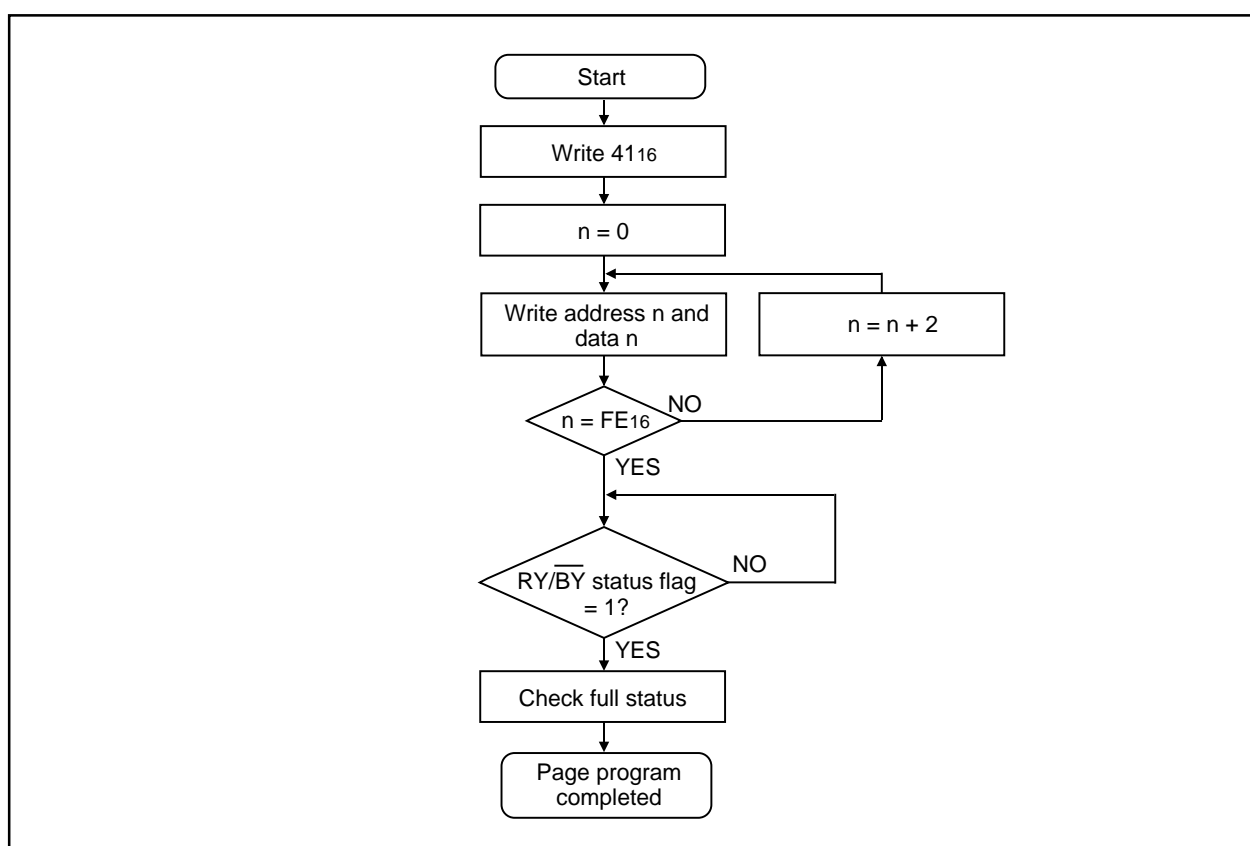 Start
Write 4116
n = 0
Write address n and
data n
n = n + 2
n = FE16
NO
YES
RY/BY status flag
= 1?
NO
YES
Check full status
Page program
completed